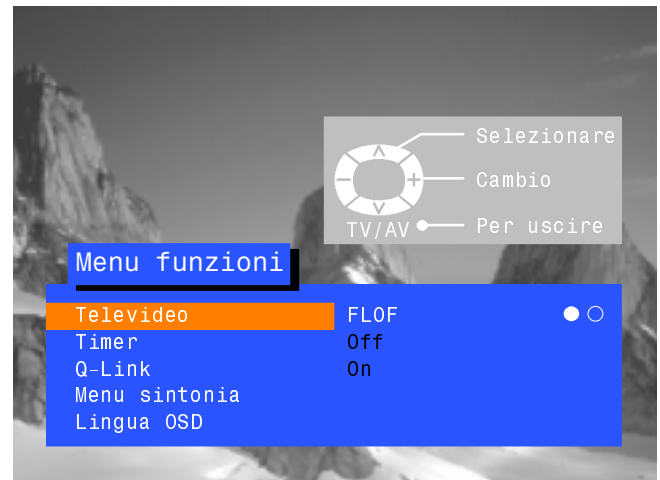 Selezionare
Cambio
TV/AV Per uscire
Menu funzioni
Televideo FLOF
Timer Off
Q-Link On
Menu sintonia
Lingua OSD